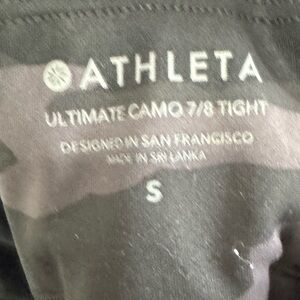 ATHLETA
ULTIMATE CAMO 7/8 TIGHT
DESIGNED IN SAN FRANCISCO
MADE IN SRI LANKA
S